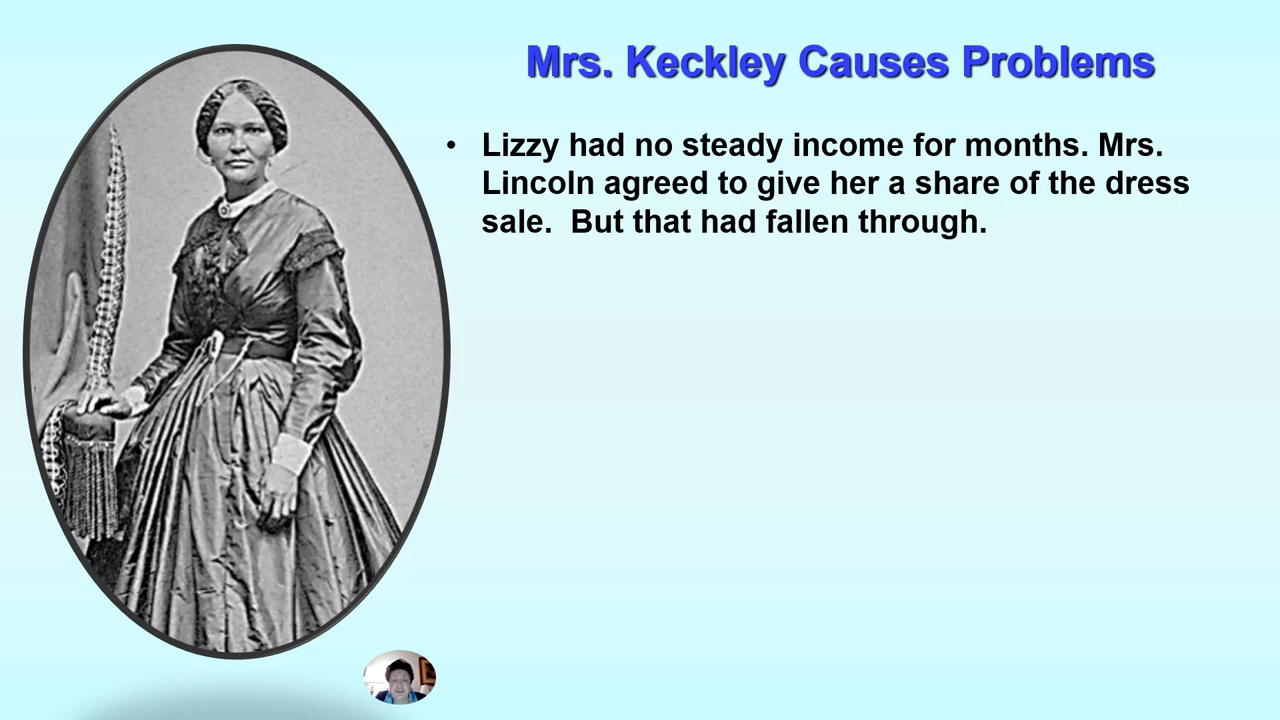 Mrs. Keckley Causes Problems
• Lizzy had no steady income for months. Mrs.
Lincoln agreed to give her a share of the dress
sale.  But that had fallen through.